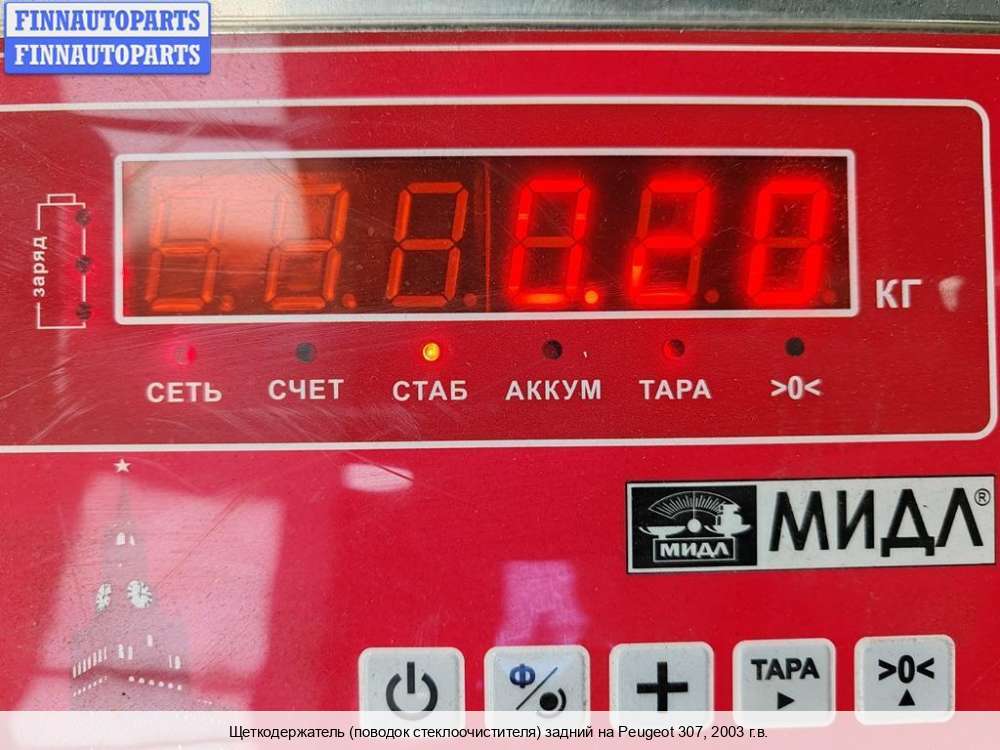 FINNAUTOPARTS
FINNAUTOPARTS
заряд
0.20
КГ
СЕТЬ СЧЕТ СТАБ АККУМ ТАРА >0<
МИДЛ
МИДЛ®
Ф
ТАРА
>0<
Щеткодержатель (поводок стеклоочистителя) задний на Peugeot 307, 2003 г.в.